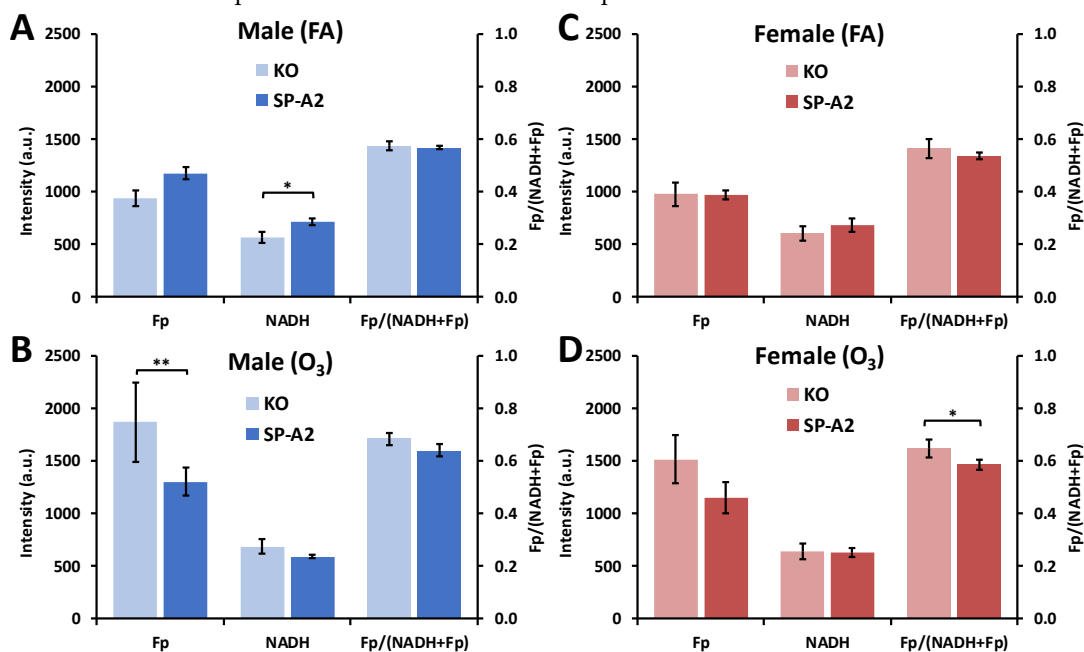 A
Male (FA)
KO
SP-A2
Intensity (a.u.)
2500
2000
1500
1000
500
0
*
1.0
0.8
0.6
0.4
0.2
0.0
Fp/(NADH+Fp)
Fp
NADH
Fp/(NADH+Fp)
C
Female (FA)
KO
SP-A2
Intensity (a.u.)
2500
2000
1500
1000
500
0
1.0
0.8
0.6
0.4
0.2
0.0
Fp/(NADH+Fp)
Fp
NADH
Fp/(NADH+Fp)
B
Male (O₃)
KO
SP-A2
Intensity (a.u.)
2500
2000
1500
1000
500
0
**
1.0
0.8
0.6
0.4
0.2
0.0
Fp/(NADH+Fp)
Fp
NADH
Fp/(NADH+Fp)
D
Female (O₃)
KO
SP-A2
Intensity (a.u.)
2500
2000
1500
1000
500
0
*
1.0
0.8
0.6
0.4
0.2
0.0
Fp/(NADH+Fp)
Fp
NADH
Fp/(NADH+Fp)